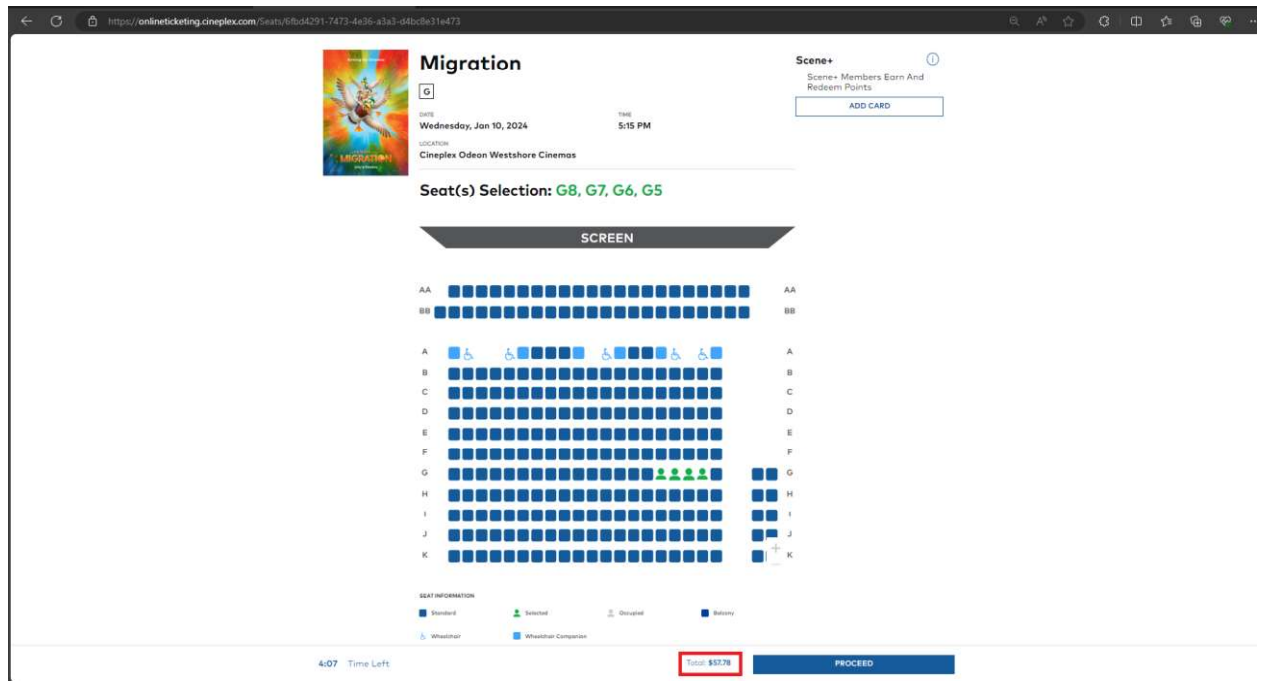 https://onlineticketing.cineplex.com/Seats/6fbd4291-7473-4e36-a3a3-d4bc8e31e473
MIGRATION
Migration
G
DATE
Wednesday, Jan 10, 2024
TIME
5:15 PM
LOCATION
Cineplex Odeon Westshore Cinemas
Scene+
Scene+ Members Earn And
Redeem Points
ADD CARD
Seat(s) Selection: G8, G7, G6, G5
SCREEN
AA AA
BB BB
A A
B B
C C
D D
E E
F F
G G
H H
I I
J J
K K
SEAT INFORMATION
Standard Selected Occupied Balcony
Wheelchair Wheelchair Companion
4:07 Time Left Total: $57.78 PROCEED